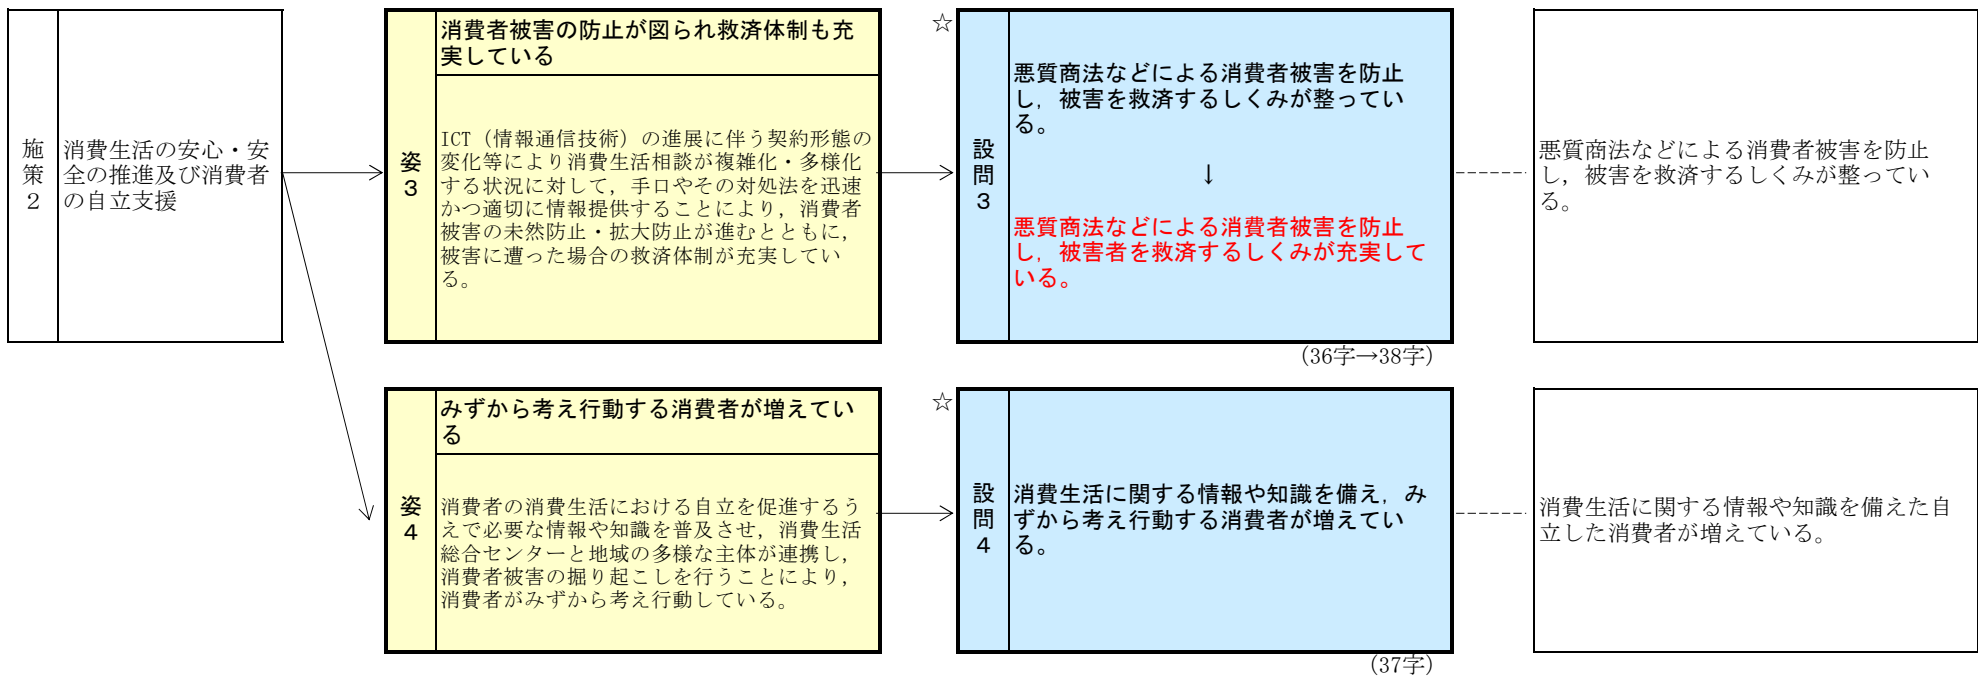 施策2
消費生活の安心・安
全の推進及び消費者
の自立支援
姿3
消費者被害の防止が図られ救済体制も充
実している
ICT（情報通信技術）の進展に伴う契約形態の
変化等により消費生活相談が複雑化・多様化
する状況に対して，手口やその対処法を迅速
かつ適切に情報提供することにより，消費者
被害の未然防止・拡大防止が進むとともに，
被害に遭った場合の救済体制が充実してい
る。
☆
設問3
悪質商法などによる消費者被害を防止
し，被害を救済するしくみが整ってい
る。
↓
悪質商法などによる消費者被害を防止
し，被害者を救済するしくみが充実して
いる。
（36字→38字）
悪質商法などによる消費者被害を防止
し，被害を救済するしくみが整ってい
る。
姿4
みずから考え行動する消費者が増えてい
る
消費者の消費生活における自立を促進するう
えで必要な情報や知識を普及させ，消費生活
総合センターと地域の多様な主体が連携し，
消費者被害の掘り起こしを行うことにより，
消費者がみずから考え行動している。
☆
設問4
消費生活に関する情報や知識を備え，み
ずから考え行動する消費者が増えてい
る。
（37字）
消費生活に関する情報や知識を備えた自
立した消費者が増えている。